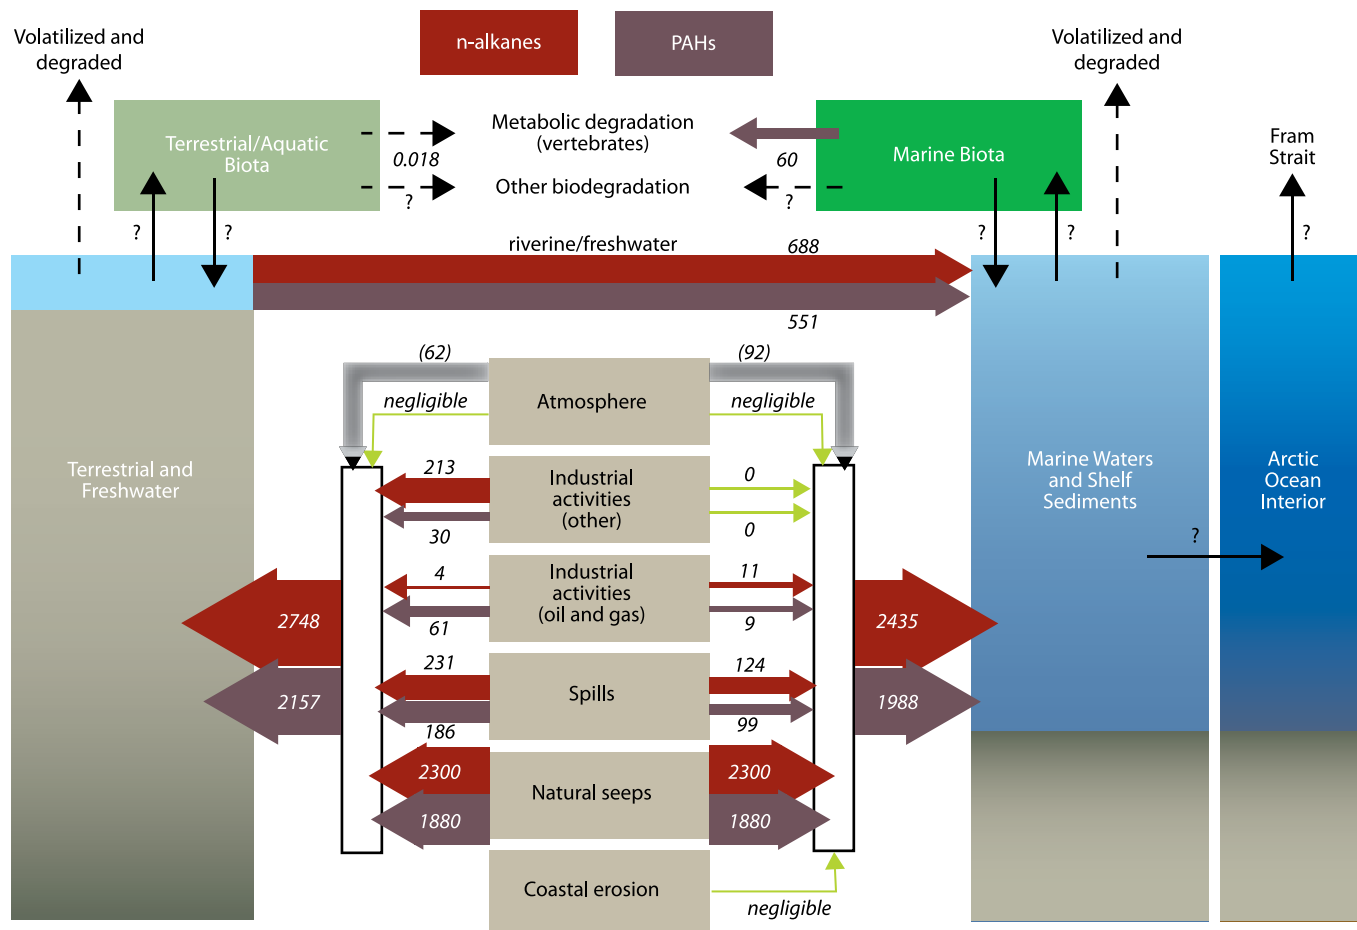 n-alkanes
PAHs
Volatilized and
degraded
Volatilized and
degraded
Terrestrial/Aquatic
Biota
Metabolic degradation
(vertebrates)
0.018
60
Other biodegradation
?
?
Marine Biota
Fram
Strait
?
?
?
?
?
riverine/freshwater
688
551
(62)
(92)
Atmosphere
negligible
negligible
Terrestrial and
Freshwater
213
30
Industrial
activities
(other)
0
0
Marine Waters
and Shelf
Sediments
Arctic
Ocean
Interior
?
4
61
Industrial
activities
(oil and gas)
11
9
2748
2157
2435
1988
231
186
Spills
124
99
2300
1880
Natural seeps
2300
1880
Coastal erosion
negligible